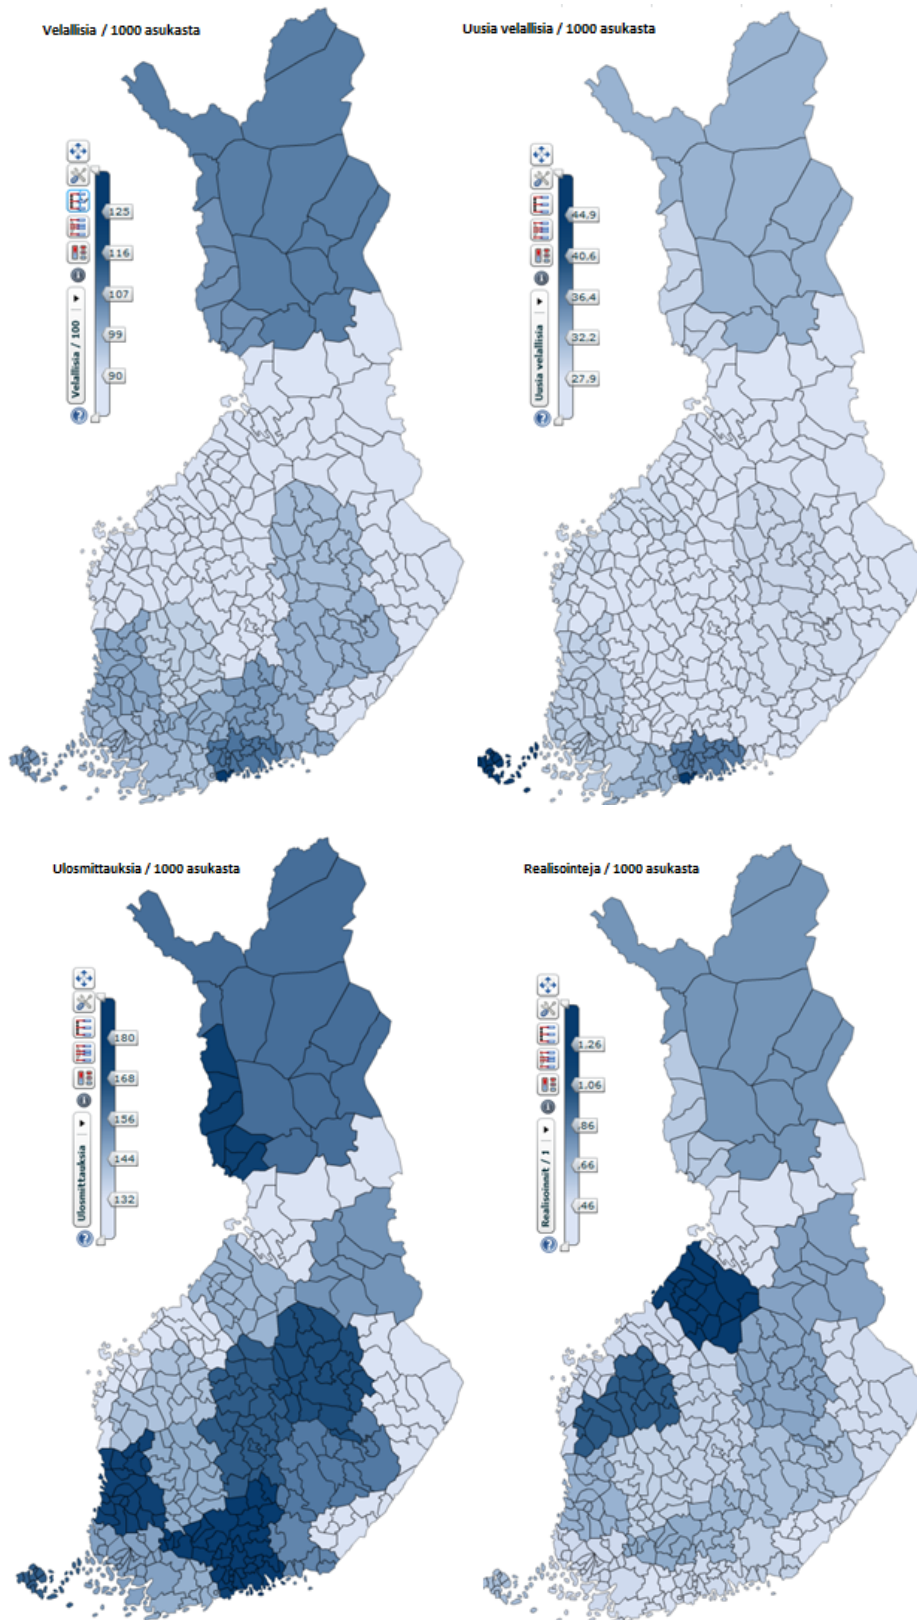 Velallisia / 1000 asukasta
125
116
107
99
90
Velallisia / 100
Uusia velallisia / 1000 asukasta
44,9
40,6
36,4
32,2
27,9
Uusia velallisia
Ulosmittauksia / 1000 asukasta
180
168
156
144
132
Ulosmittauksia
Realisointeja / 1000 asukasta
1,26
1,06
,86
,66
,46
Realisoinnit / 1